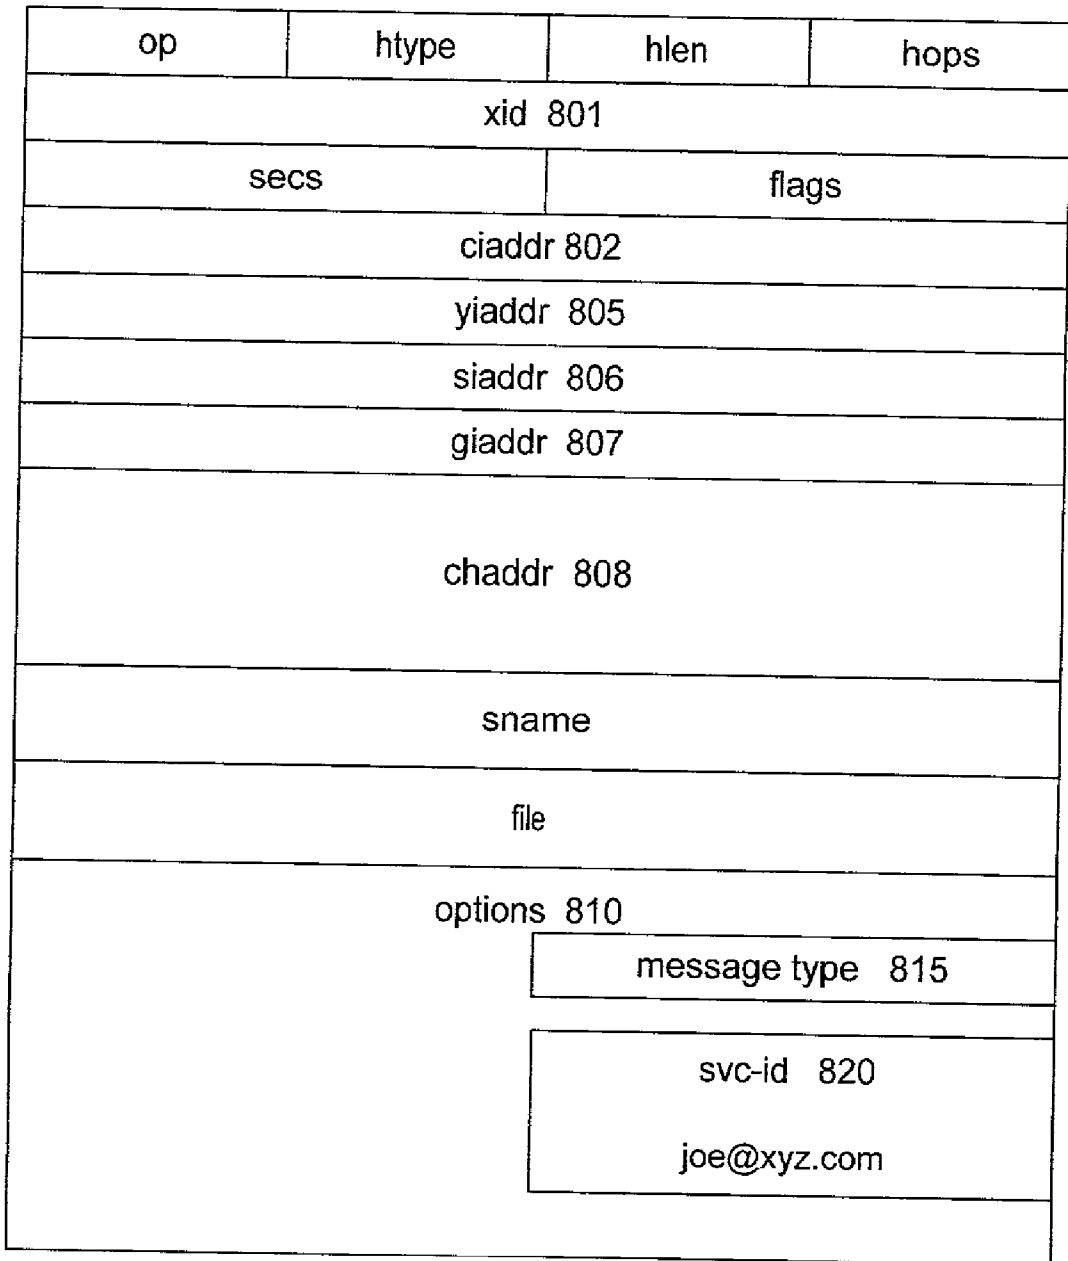 op htype hlen hops
xid 801
secs flags
ciaddr 802
yiaddr 805
siaddr 806
giaddr 807
chaddr 808
sname
file
options 810
message type 815
svc-id 820
joe@xyz.com